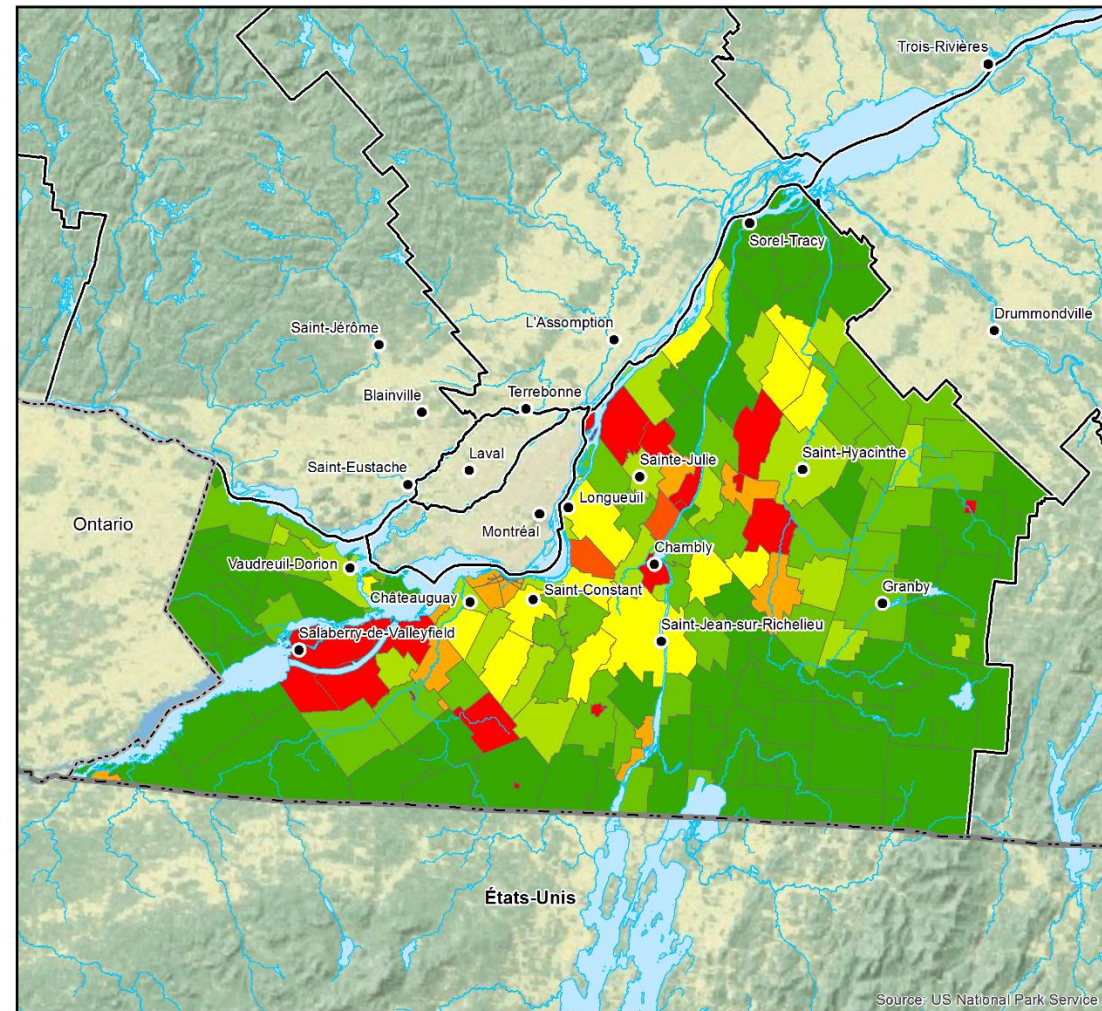 Trois-Rivières
Sorel-Tracy
Drummondville
L'Assomption
Saint-Jérôme
Blainville
Terrebonne
Laval
Sainte-Julie
Saint-Hyacinthe
Saint-Eustache
Longueuil
Ontario
Montréal
Vaudreuil-Dorion
Chambly
Châteauguay
Saint-Constant
Granby
Saint-Jean-sur-Richelieu
Salaberry-de-Valleyfield
États-Unis
Source: US National Park Service